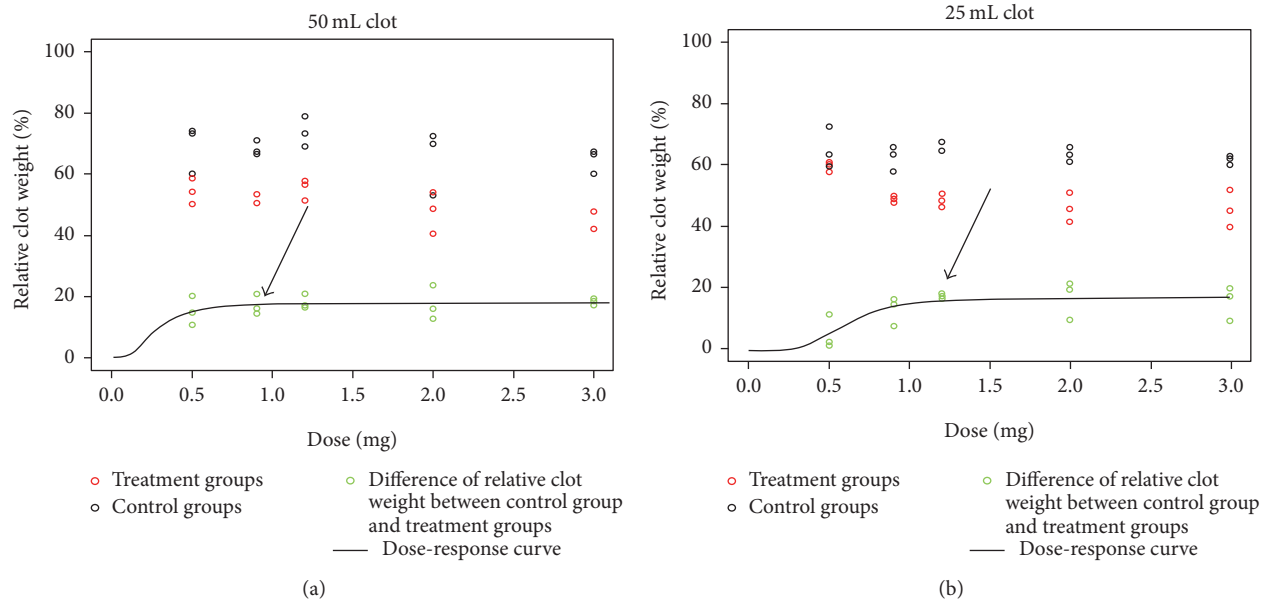 50 mL clot
100
80
60
40
20
0
Relative clot weight (%)
0.0 0.5 1.0 1.5 2.0 2.5 3.0
Dose (mg)
Treatment groups
Control groups
Difference of relative clot
weight between control group
and treatment groups
Dose-response curve
(a)
25 mL clot
100
80
60
40
20
0
Relative clot weight (%)
0.0 0.5 1.0 1.5 2.0 2.5 3.0
Dose (mg)
Treatment groups
Control groups
Difference of relative clot
weight between control group
and treatment groups
Dose-response curve
(b)